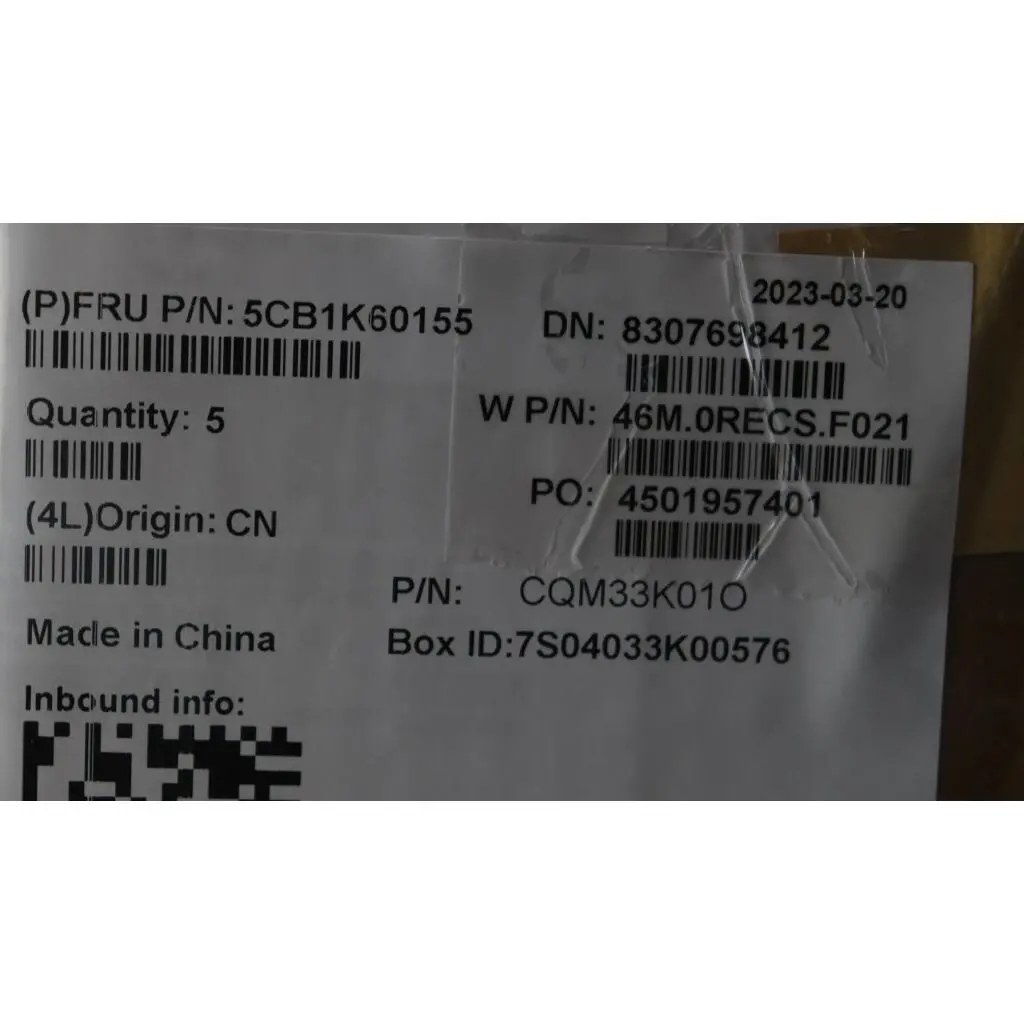 2023-03-20
(P)FRU P/N: 5CB1K60155
DN: 8307698412
Quantity: 5
W P/N: 46M.0RECS.F021
PO: 4501957401
(4L)Origin: CN
P/N: CQM33K01O
Made in China
Box ID:7S04033K00576
Inbound info: